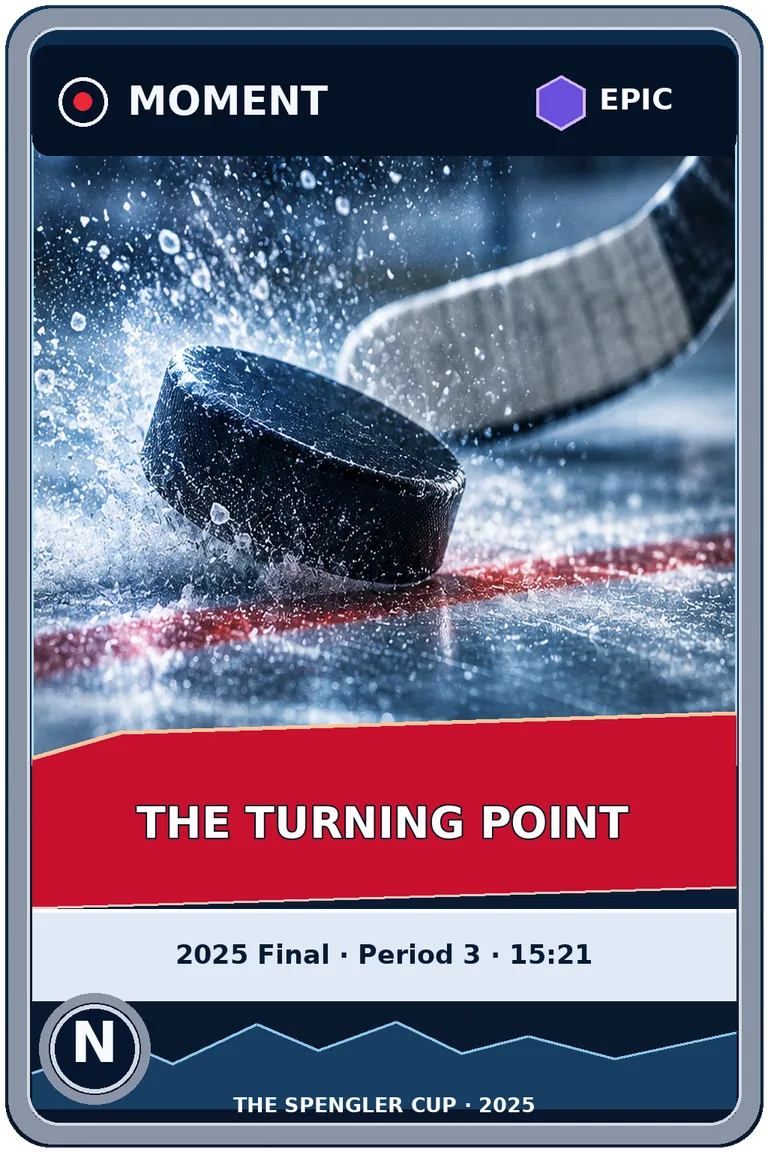 MOMENT
EPIC
THE TURNING POINT
2025 Final · Period 3 · 15:21
N
THE SPENGLER CUP · 2025